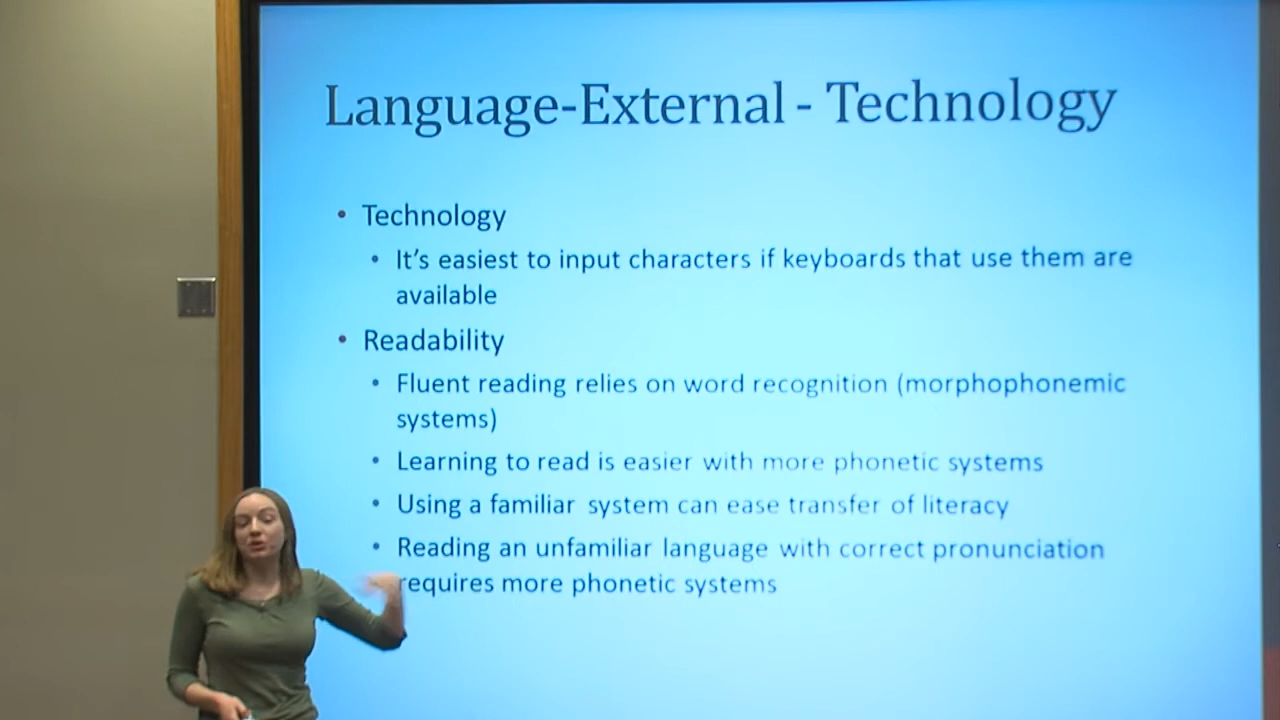 Language-External - Technology
• Technology
• It's easiest to input characters if keyboards that use them are
available
• Readability
• Fluent reading relies on word recognition (morphophonemic
systems)
• Learning to read is easier with more phonetic systems
• Using a familiar system can ease transfer of literacy
• Reading an unfamiliar language with correct pronunciation
requires more phonetic systems